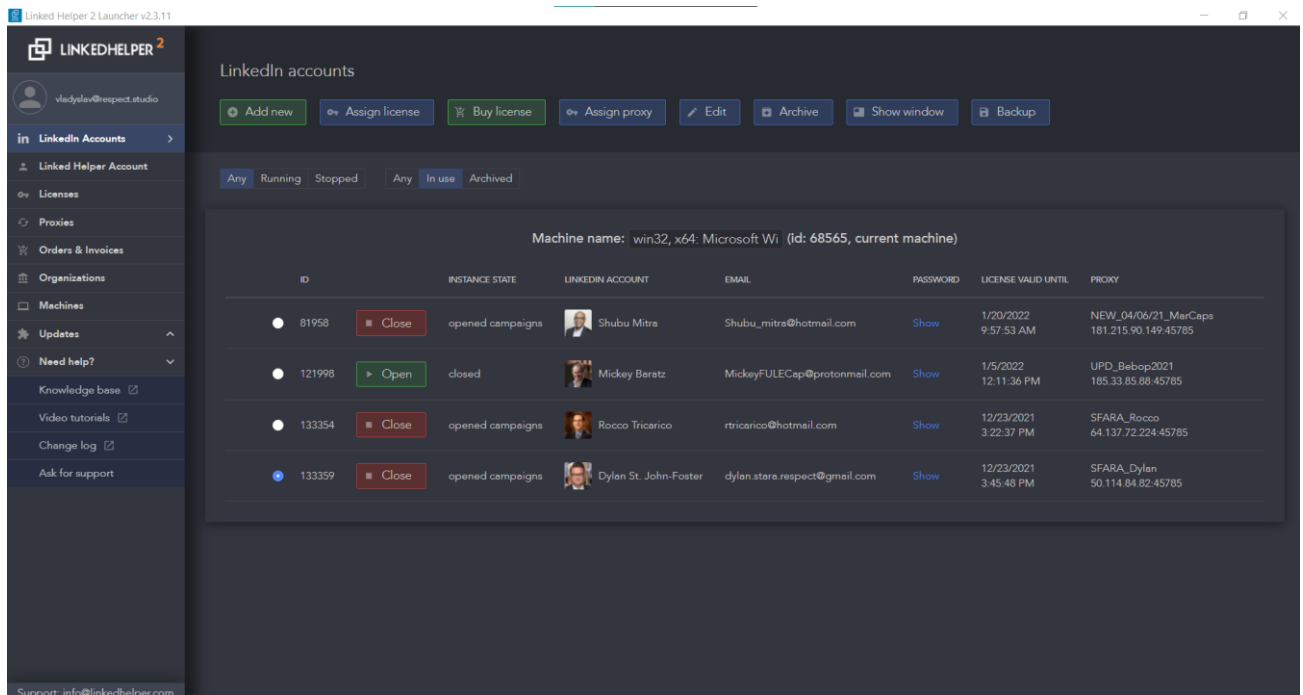 Linked Helper 2 Launcher v2.3.11
LINKEDHELPER 2
vladyslav@respect.studio
LinkedIn Accounts
Linked Helper Account
Licenses
Proxies
Orders & Invoices
Organizations
Machines
Updates
Need help?
Knowledge base
Video tutorials
Change log
Ask for support
Support: info@linkedhelper.com
LinkedIn accounts
Add new Assign license Buy license Assign proxy Edit Archive Show window Backup
Any Running Stopped Any In use Archived
Machine name: win32, x64: Microsoft Wi (id: 68565, current machine)
ID INSTANCE STATE LINKEDIN ACCOUNT EMAIL PASSWORD LICENSE VALID UNTIL PROXY
81958 Close opened campaigns Shubu Mitra Shubu_mitra@hotmail.com Show 1/20/2022 NEW_04/06/21_MarCaps
9:57:53 AM 181.215.90.149:45785
121998 Open closed Mickey Baratz MickeyFULECap@protonmail.com Show 1/5/2022 UPD_Bebop2021
12:11:36 PM 185.33.85.88:45785
133354 Close opened campaigns Rocco Tricarico rtricarico@hotmail.com Show 12/23/2021 SFARA_Rocco
3:22:37 PM 64.137.72.224:45785
133359 Close opened campaigns Dylan St. John-Foster dylan.stara.respect@gmail.com Show 12/23/2021 SFARA_Dylan
3:45:48 PM 50.114.84.82:45785